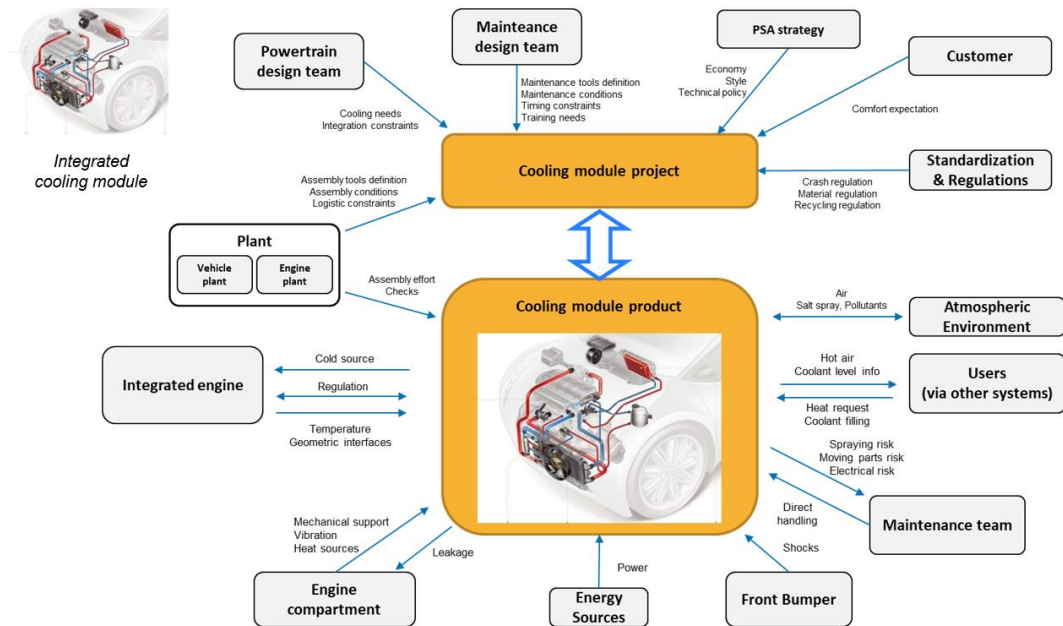 Integrated
cooling module
Powertrain
design team
Mainteance
design team
PSA strategy
Customer
Cooling needs
Integration constraints
Maintenance tools definition
Maintenance conditions
Timing constraints
Training needs
Economy
Style
Technical policy
Comfort expectation
Cooling module project
Standardization
& Regulations
Crash regulation
Material regulation
Recycling regulation
Assembly tools definition
Assembly conditions
Logistic constraints
Plant
Vehicle
plant
Engine
plant
Assembly effort
Checks
Cooling module product
Air
Salt spray, Pollutants
Atmospheric
Environment
Integrated engine
Cold source
Regulation
Temperature
Geometric interfaces
Hot air
Coolant level info
Heat request
Coolant filling
Users
(via other systems)
Spraying risk
Moving parts risk
Electrical risk
Direct
handling
Maintenance team
Mechanical support
Vibration
Heat sources
Leakage
Engine
compartment
Power
Energy
Sources
Shocks
Front Bumper